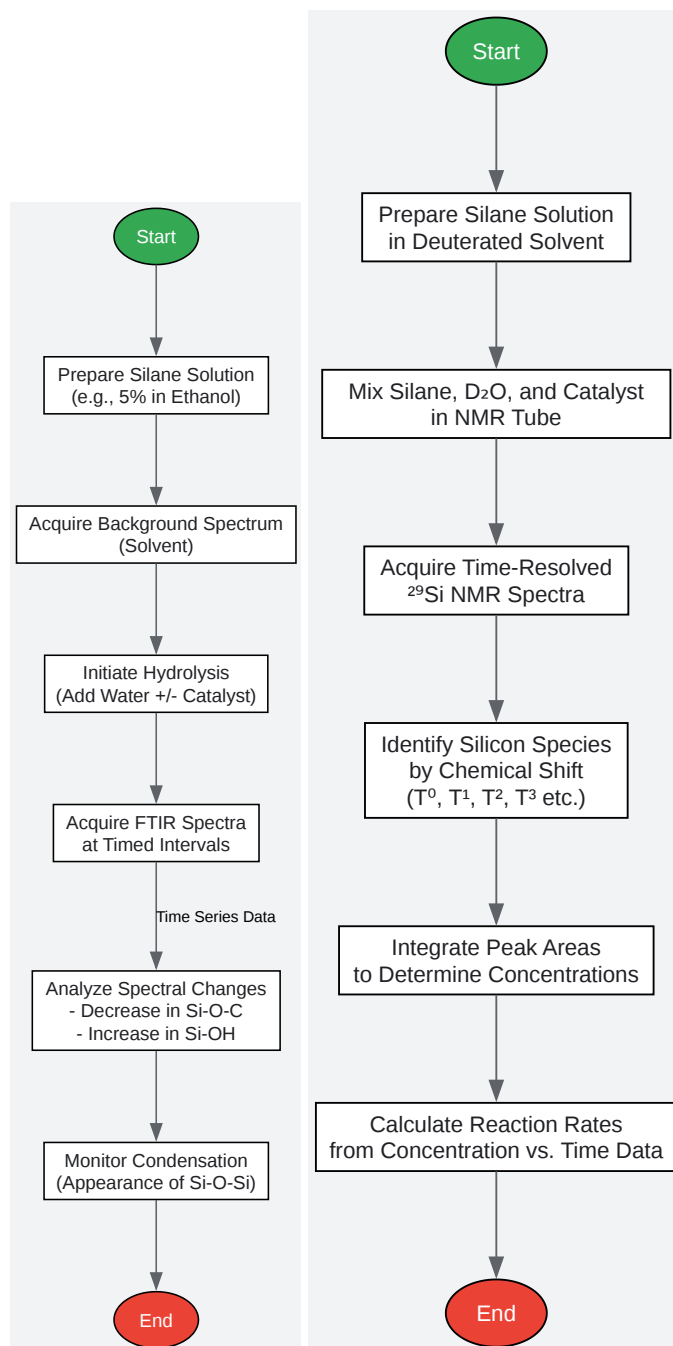 Start
Prepare Silane Solution
(e.g., 5% in Ethanol)
Acquire Background Spectrum
(Solvent)
Initiate Hydrolysis
(Add Water +/- Catalyst)
Acquire FTIR Spectra
at Timed Intervals
Time Series Data
Analyze Spectral Changes
- Decrease in Si-O-C
- Increase in Si-OH
Monitor Condensation
(Appearance of Si-O-Si)
End
Start
Prepare Silane Solution
in Deuterated Solvent
Mix Silane, D₂O, and Catalyst
in NMR Tube
Acquire Time-Resolved
²⁹Si NMR Spectra
Identify Silicon Species
by Chemical Shift
(T⁰, T¹, T², T³ etc.)
Integrate Peak Areas
to Determine Concentrations
Calculate Reaction Rates
from Concentration vs. Time Data
End